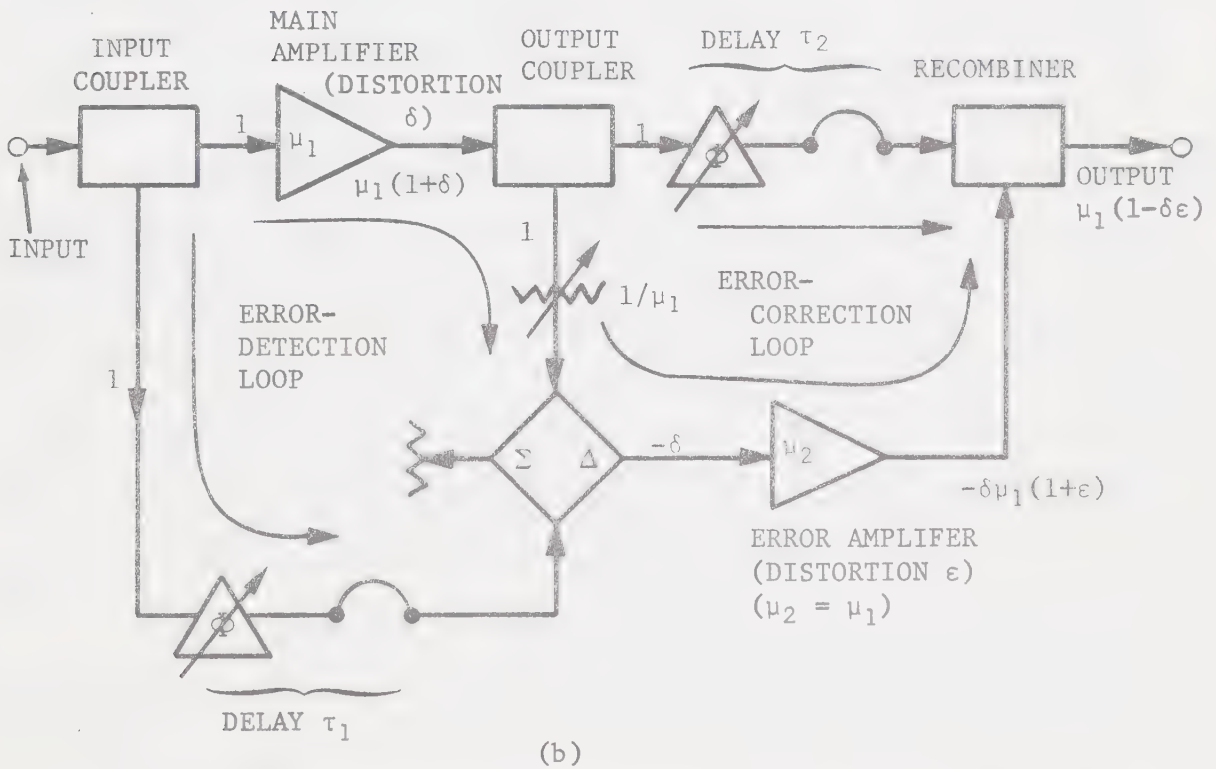 INPUT
COUPLER
MAIN
AMPLIFIER
(DISTORTION
δ)
OUTPUT
COUPLER
DELAY τ2
RECOMBINER
1
μ1
μ1(1+δ)
1
Φ
INPUT
OUTPUT
μ1(1-δε)
1
1/μ1
ERROR-
DETECTION
LOOP
ERROR-
CORRECTION
LOOP
1
Σ
Δ
-δ
μ2
-δμ1(1+ε)
ERROR AMPLIFER
(DISTORTION ε)
(μ2 = μ1)
Φ
DELAY τ1
(b)